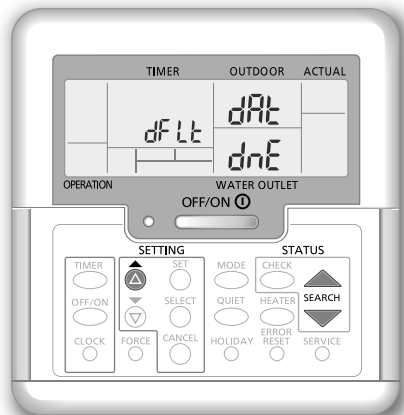 TIMER OUTDOOR ACTUAL
dAt
dFLt
dnE
OPERATION WATER OUTLET
OFF/ON
SETTING STATUS
TIMER SET MODE CHECK
SEARCH
OFF/ON SELECT QUIET HEATER
CLOCK FORCE CANCEL HOLIDAY ERROR RESET SERVICE